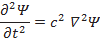 ∂²Ψ/∂t² = c² ∇²Ψ